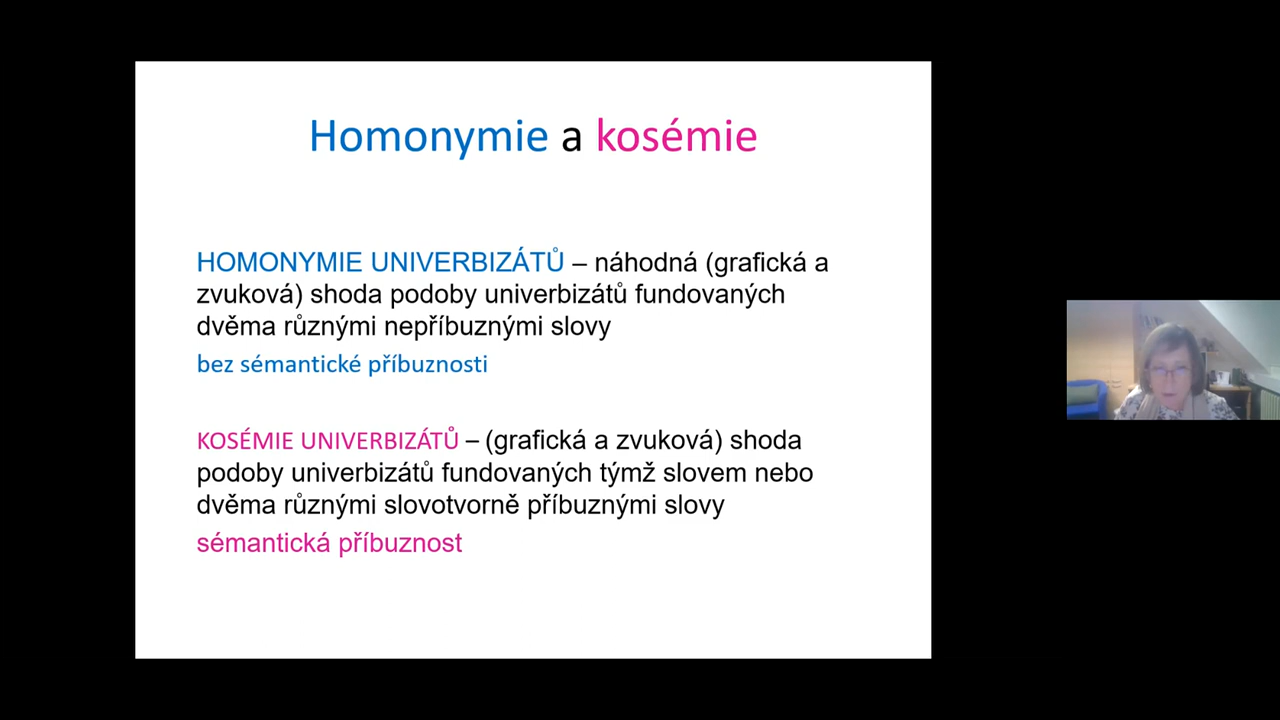 Homonymie a kosémie
HOMONYMIE UNIVERBIZÁTŮ – náhodná (grafická a
zvuková) shoda podoby univerbizátů fundovaných
dvěma různými nepříbuznými slovy
bez sémantické příbuznosti
KOSÉMIE UNIVERBIZÁTŮ – (grafická a zvuková) shoda
podoby univerbizátů fundovaných týmž slovem nebo
dvěma různými slovotvorně příbuznými slovy
sémantická příbuznost